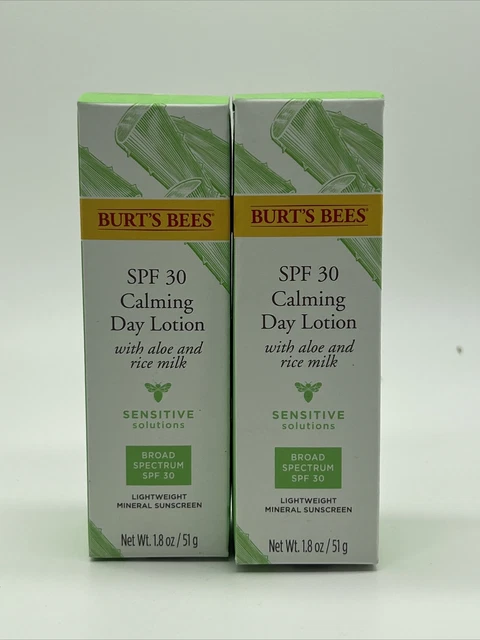 BURT'S BEES
SPF 30
Calming
Day Lotion
with aloe and
rice milk
SENSITIVE
solutions
BROAD
SPECTRUM
SPF 30
LIGHTWEIGHT
MINERAL SUNSCREEN
Net Wt. 1.8 oz / 51 g
BURT'S BEES
SPF 30
Calming
Day Lotion
with aloe and
rice milk
SENSITIVE
solutions
BROAD
SPECTRUM
SPF 30
LIGHTWEIGHT
MINERAL SUNSCREEN
Net Wt. 1.8 oz / 51 g